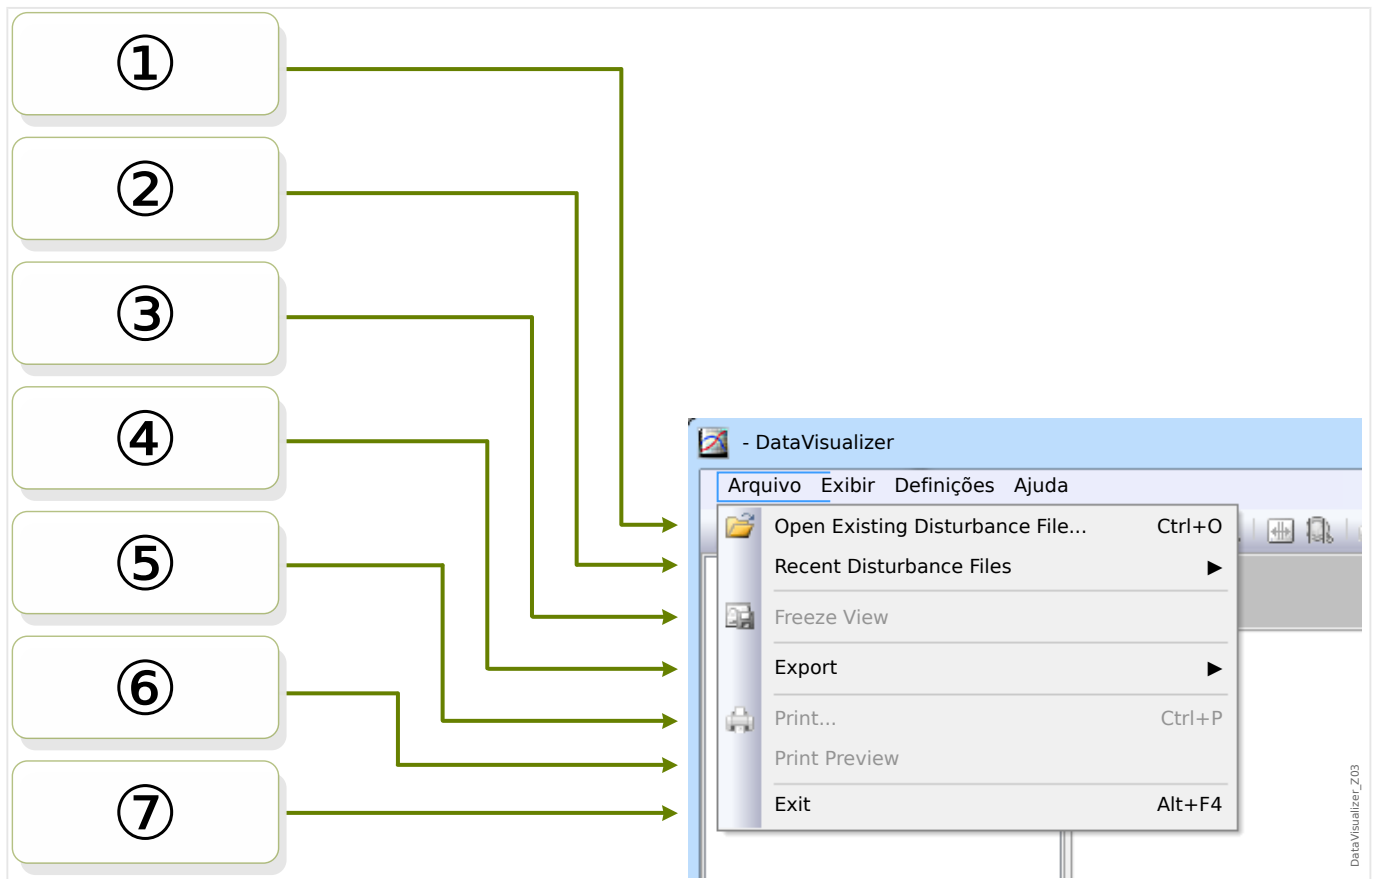 ①
②
③
④
⑤
⑥
⑦
- DataVisualizer
Arquivo Exibir Definições Ajuda
Open Existing Disturbance File... Ctrl+O
Recent Disturbance Files ▶
Freeze View
Export ▶
Print... Ctrl+P
Print Preview
Exit Alt+F4
DataVisualizer_Z03